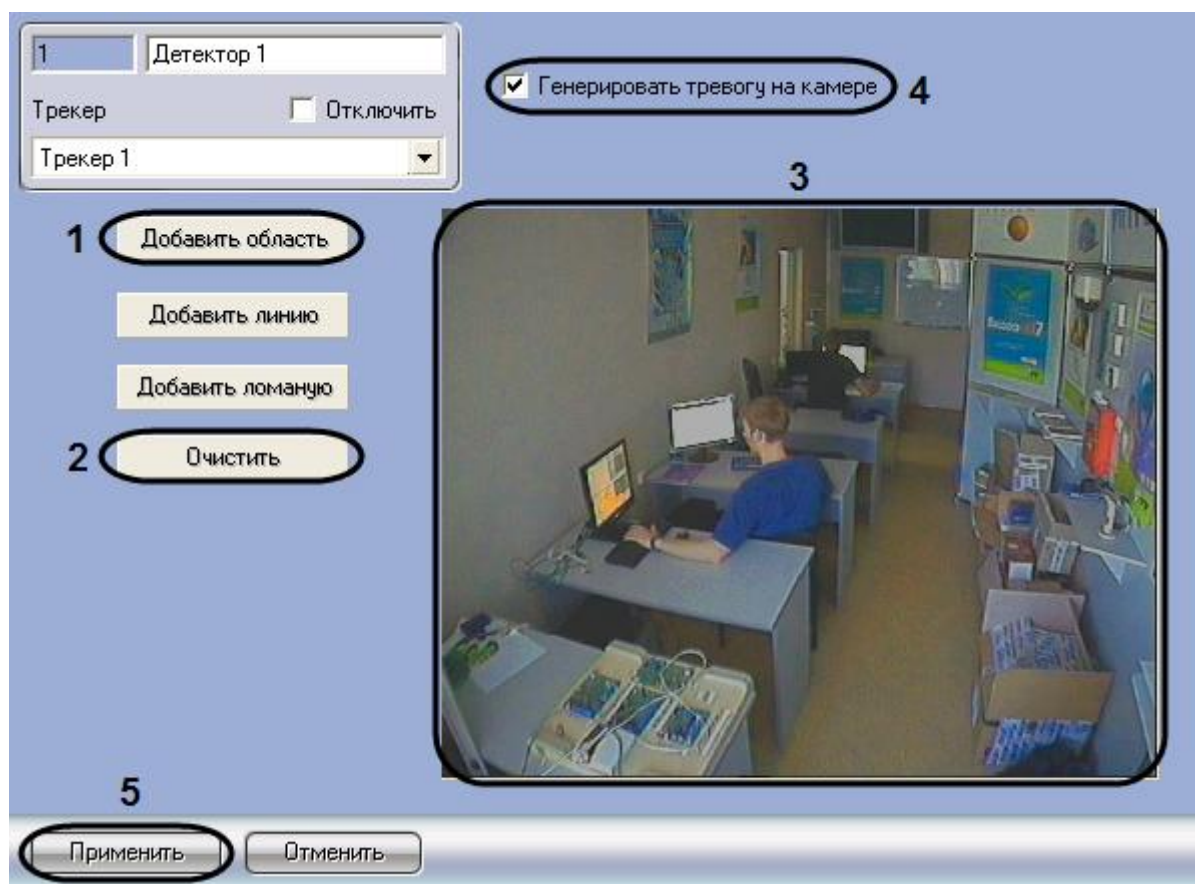 1 Детектор 1
Генерировать тревогу на камере 4
Трекер Отключить
Трекер 1
3
1 Добавить область
Добавить линию
Добавить ломаную
2 Очистить
5
Применить Отменить